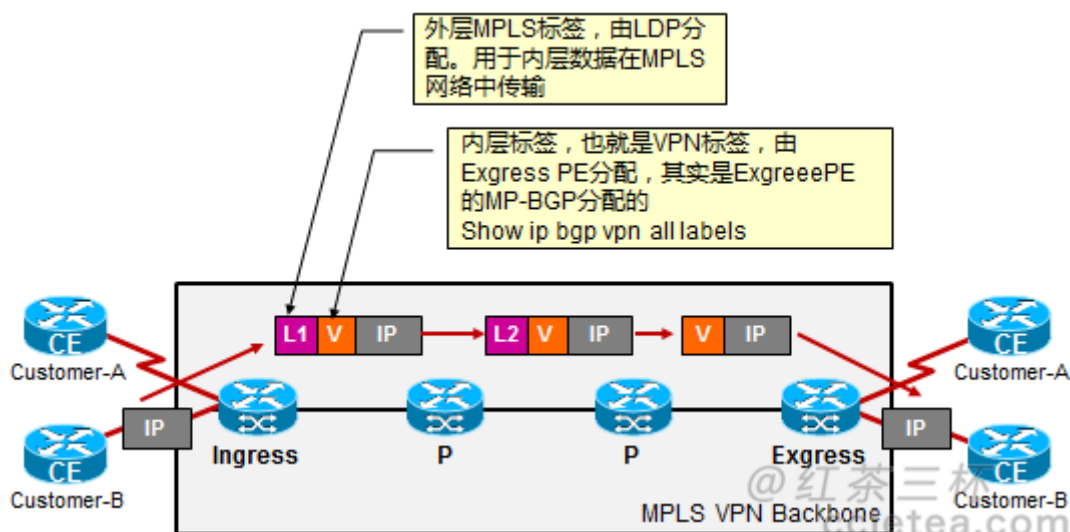 外层MPLS标签，由LDP分
配。用于内层数据在MPLS
网络中传输
内层标签，也就是VPN标签，由
Exgress PE分配，其实是ExgreeePE
的MP-BGP分配的
Show ip bgp vpn all labels
L1 V IP
L2 V IP
V IP
CE
Customer-A
CE
Customer-A
IP
Ingress
P
P
Exgress
IP
CE
Customer-B
CE
Customer-B
@红茶三杯
MPLS VPN Backbone
ccietea.com